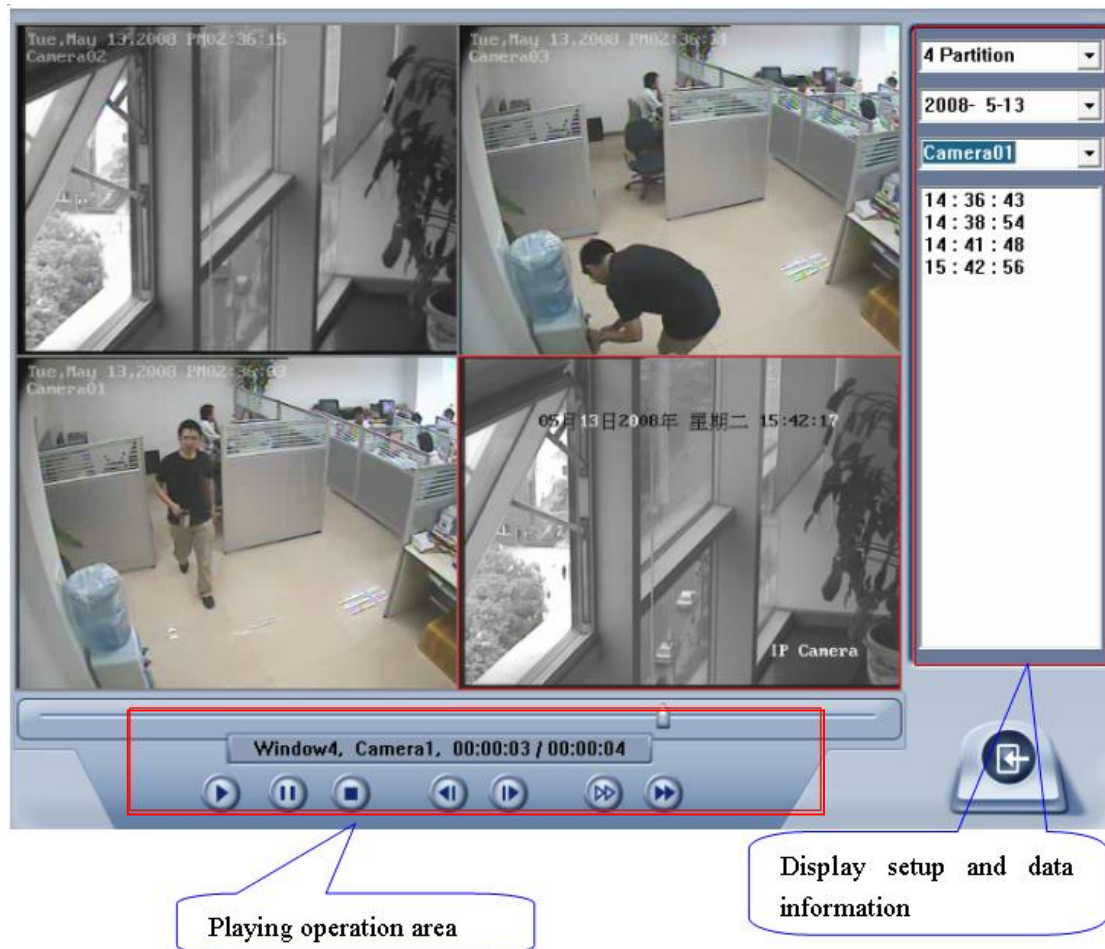 Tue,May 13,2008 PM02:36:15
Camera02
Tue,May 13,2008 PM02:36:11
Camera03
4 Partition
2008- 5-13
Camera01
14:36:43
14:38:54
14:41:48
15:42:56
Tue,May 13,2008 PM02:36:03
Camera01
05月13日2008年 星期二 15:42:17
IP Camera
Window4, Camera1, 00:00:03 / 00:00:04
Playing operation area
Display setup and data
information